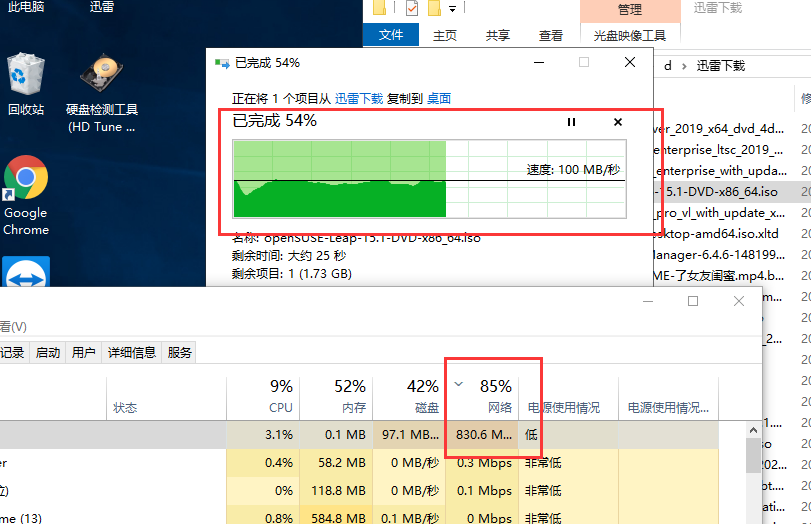 此电脑
迅雷
管理
迅雷下载
文件
主页
共享
查看
光盘映像工具
已完成 54%
d › 迅雷下载
正在将 1 个项目从 迅雷下载 复制到 桌面
已完成 54%
速度: 100 MB/秒
名称: openSUSE-Leap-15.1-DVD-x86_64.iso
剩余时间: 大约 25 秒
剩余项目: 1 (1.73 GB)
回收站
硬盘检测工具
(HD Tune ...
Google
Chrome
修
ver_2019_x64_dvd_4d...
enterprise_ltsc_2019_...
_enterprise_with_upda...
-15.1-DVD-x86_64.iso
_pro_vl_with_update_x...
esktop-amd64.iso.xltd
Manager-6.4.6-148199...
ME-了女友闺蜜.mp4.b...
看(V)
记录
启动
用户
详细信息
服务
状态
9%
CPU
52%
内存
42%
磁盘
85%
网络
电源使用情况
电源使用情况...
3.1%
0.1 MB
97.1 MB...
830.6 M...
低
er
0.4%
58.2 MB
0 MB/秒
0.3 Mbps
非常低
位)
0%
118.8 MB
0 MB/秒
0.1 Mbps
非常低
me (13)
0.8%
584.8 MB
0.1 MB/秒
0 Mbps
非常低